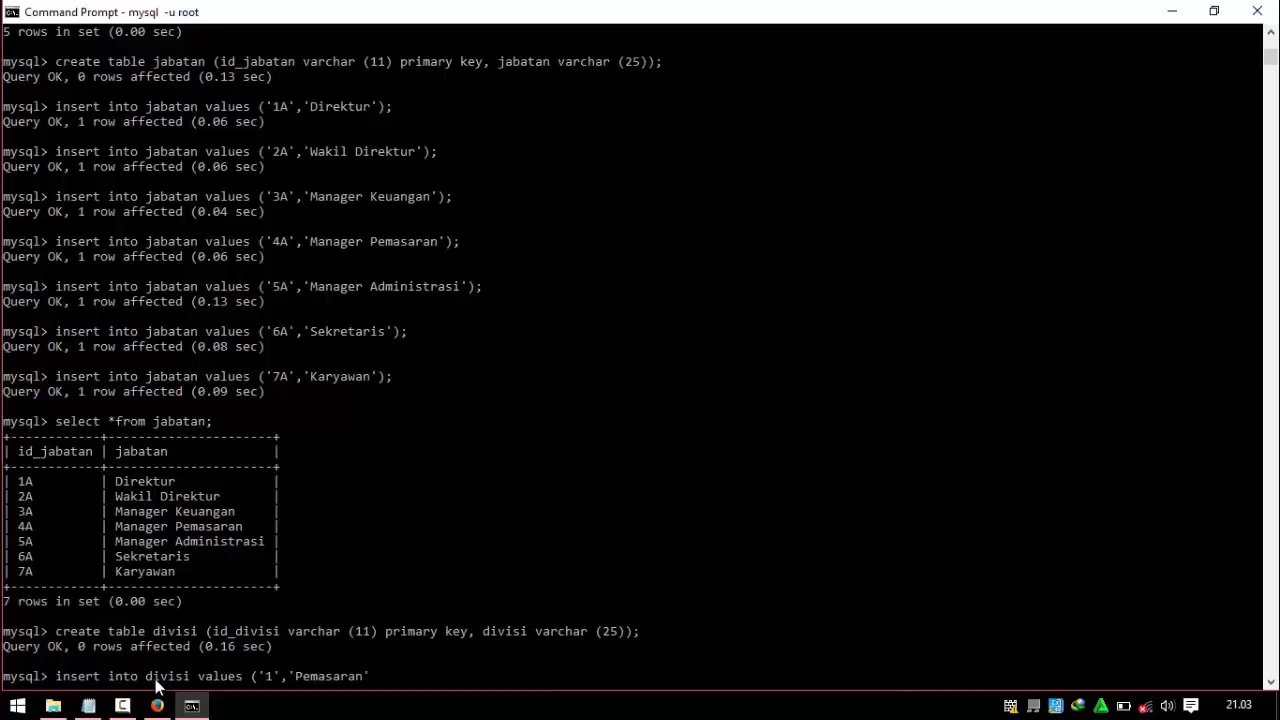 Command Prompt - mysql -u root
5 rows in set (0.00 sec)
mysql> create table jabatan (id_jabatan varchar (11) primary key, jabatan varchar (25));
Query OK, 0 rows affected (0.13 sec)
mysql> insert into jabatan values ('1A','Direktur');
Query OK, 1 row affected (0.06 sec)
mysql> insert into jabatan values ('2A','Wakil Direktur');
Query OK, 1 row affected (0.06 sec)
mysql> insert into jabatan values ('3A','Manager Keuangan');
Query OK, 1 row affected (0.04 sec)
mysql> insert into jabatan values ('4A','Manager Pemasaran');
Query OK, 1 row affected (0.06 sec)
mysql> insert into jabatan values ('5A','Manager Administrasi');
Query OK, 1 row affected (0.13 sec)
mysql> insert into jabatan values ('6A','Sekretaris');
Query OK, 1 row affected (0.08 sec)
mysql> insert into jabatan values ('7A','Karyawan');
Query OK, 1 row affected (0.09 sec)
mysql> select *from jabatan;
+------------+----------------------+
| id_jabatan | jabatan              |
+------------+----------------------+
| 1A         | Direktur             |
| 2A         | Wakil Direktur       |
| 3A         | Manager Keuangan     |
| 4A         | Manager Pemasaran    |
| 5A         | Manager Administrasi |
| 6A         | Sekretaris           |
| 7A         | Karyawan             |
+------------+----------------------+
7 rows in set (0.00 sec)
mysql> create table divisi (id_divisi varchar (11) primary key, divisi varchar (25));
Query OK, 0 rows affected (0.16 sec)
mysql> insert into divisi values ('1','Pemasaran'
21.03